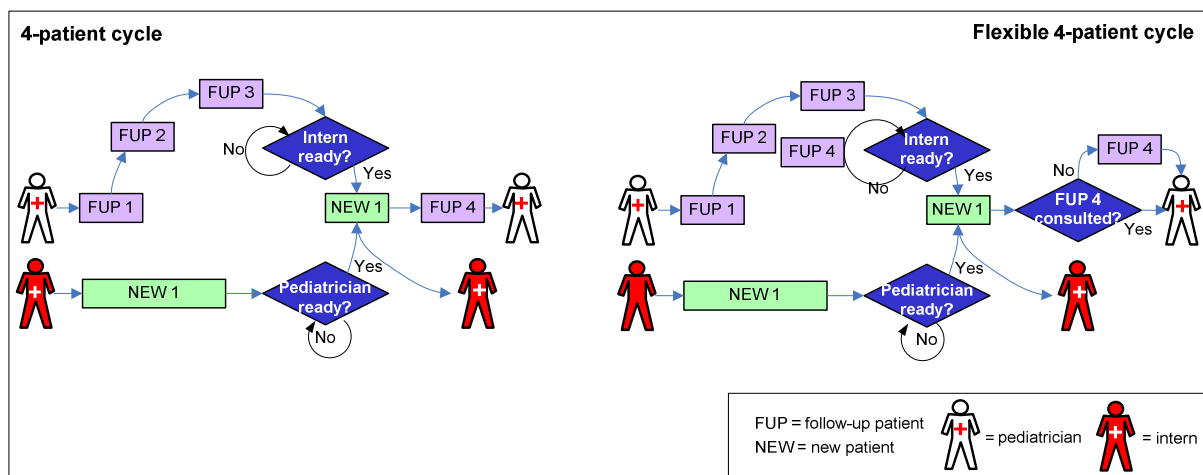 4-patient cycle
FUP 3
FUP 2
Intern
ready?
No
Yes
FUP 1
NEW 1
FUP 4
NEW 1
Pediatrician
ready?
Yes
No
Flexible 4-patient cycle
FUP 3
FUP 2
FUP 4
Intern
ready?
No
Yes
FUP 1
NEW 1
FUP 4
consulted?
No
FUP 4
Yes
NEW 1
Pediatrician
ready?
Yes
No
FUP = follow-up patient
NEW = new patient
= pediatrician
= intern